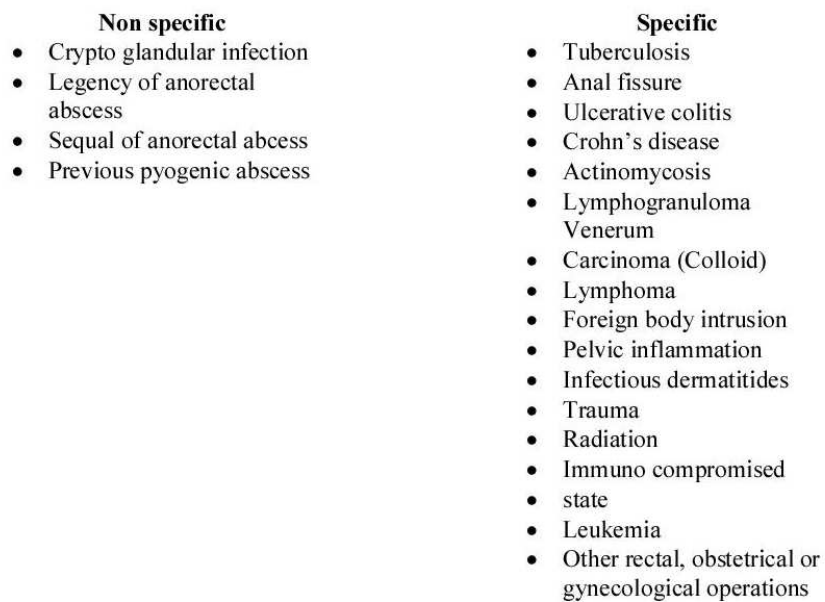 Non specific
• Crypto glandular infection
• Legency of anorectal
abscess
• Sequal of anorectal abcess
• Previous pyogenic abscess
Specific
• Tuberculosis
• Anal fissure
• Ulcerative colitis
• Crohn's disease
• Actinomycosis
• Lymphogranuloma
Venerum
• Carcinoma (Colloid)
• Lymphoma
• Foreign body intrusion
• Pelvic inflammation
• Infectious dermatitides
• Trauma
• Radiation
• Immuno compromised
• state
• Leukemia
• Other rectal, obstetrical or
gynecological operations